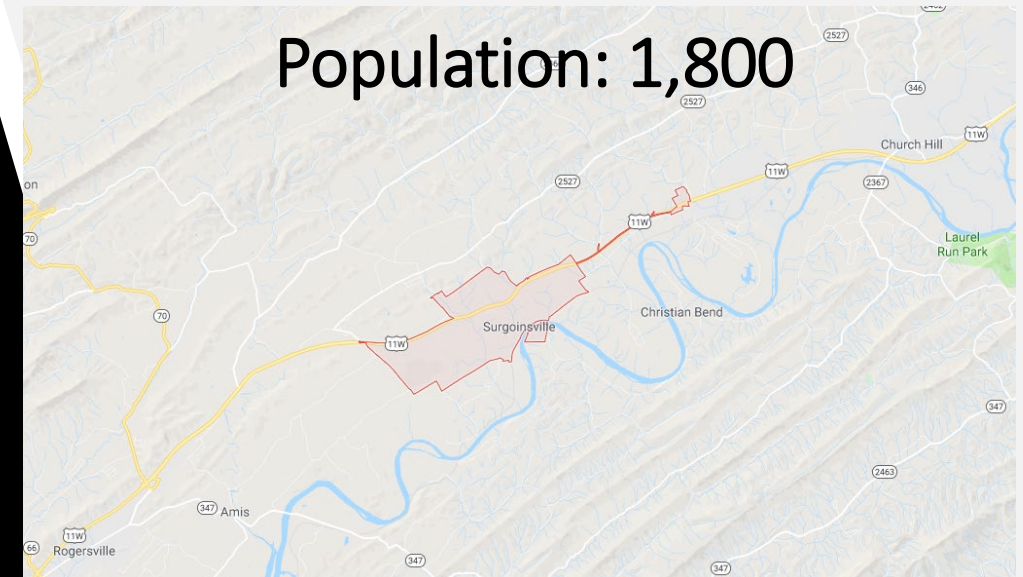 2402
Population: 1,800
2527
346
2527
Church Hill
11W
11W
2527
2367
on
11W
70
Laurel
Run Park
70
Christian Bend
Surgoinsville
11W
347
2463
347
Amis
11W
Rogersville
66
347
347